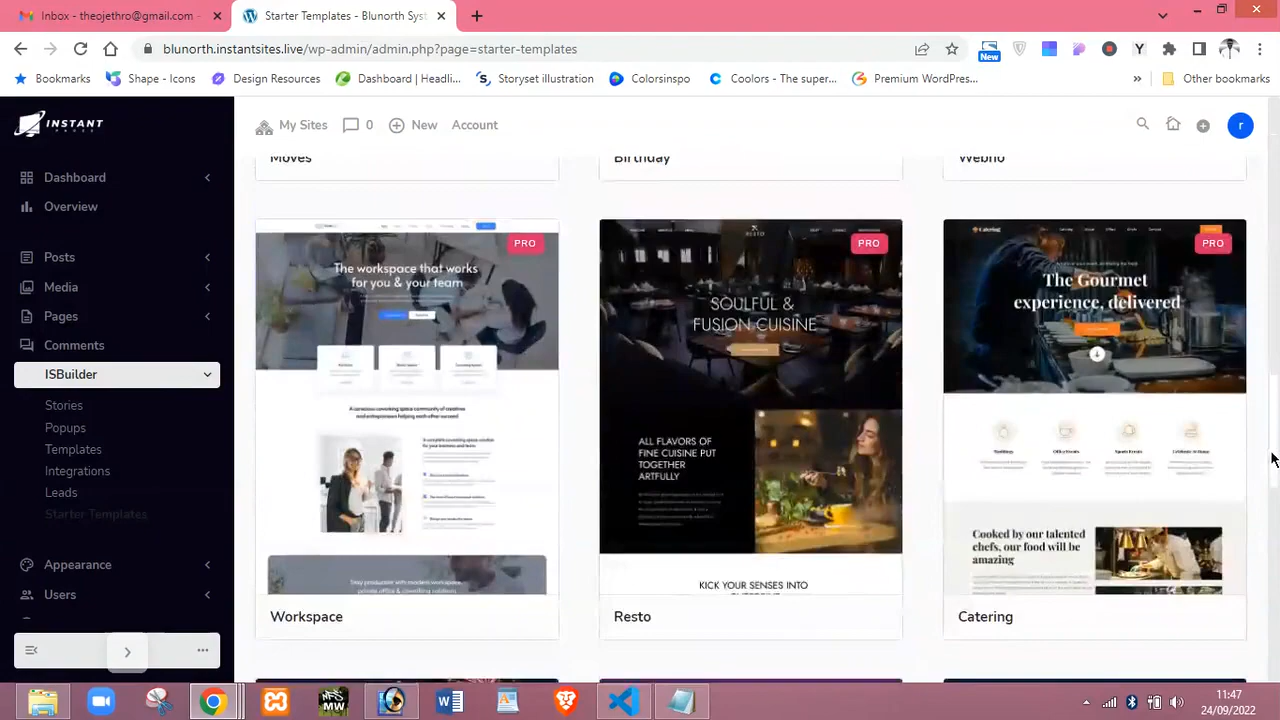 Inbox - theojethro@gmail.com -
Starter Templates - Blunorth Syst
blunorth.instantsites.me/wp-admin/admin.php?page=starter-templates
New
Y
Bookmarks
Shape - Icons
Design Resources
Dashboard | Headli...
Storyset illustration
Colorsinspo
Coolors - The super...
Premium WordPres...
»
Other bookmarks
INSTANT
My Sites
0
New
Account
r
Dashboard
Overview
Posts
Media
Pages
Comments
ISBuilder
Stories
Popups
Templates
Integrations
Leads
Starter Templates
Appearance
Users
Moves
Birthday
PRO
The workspace that works
for you & your team
Workspace
PRO
RESTO
SOULFUL &
FUSION CUISINE
ALL FLAVORS OF
FINE CUISINE PUT
TOGETHER
ARTFULLY
KICK YOUR SENSES INTO
Resto
Catering
PRO
The Gourmet
experience, delivered
Cooked by our talented
chefs, our food will be
amazing
Catering
MW
11:47
24/09/2022